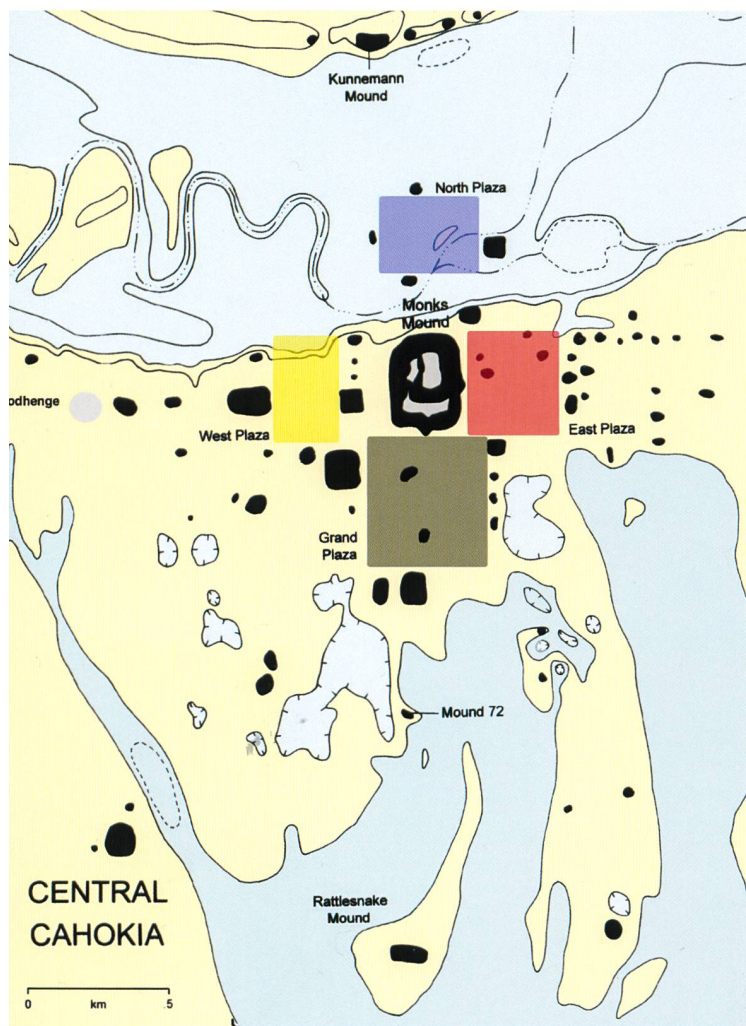 Kunnemann
Mound
North Plaza
Monks
Mound
odhenge
West Plaza
East Plaza
Grand
Plaza
Mound 72
CENTRAL
CAHOKIA
Rattlesnake
Mound
0 km .5